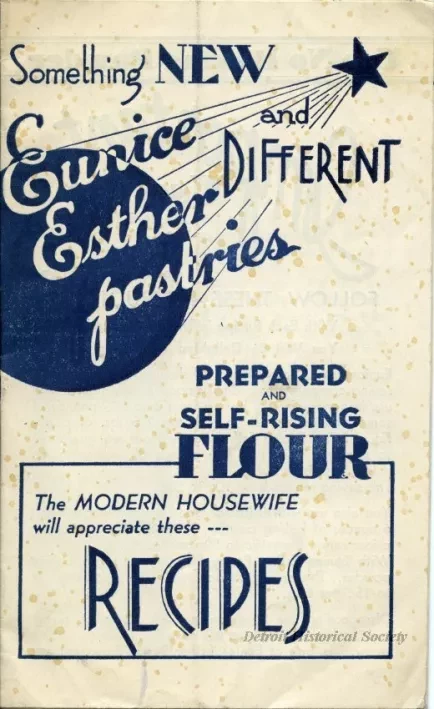 Something NEW
and
DIFFERENT
Eunice
Esther
pastries
PREPARED
AND
SELF-RISING
FLOUR
The MODERN HOUSEWIFE
will appreciate these ---
RECIPES
Detroit Historical Society